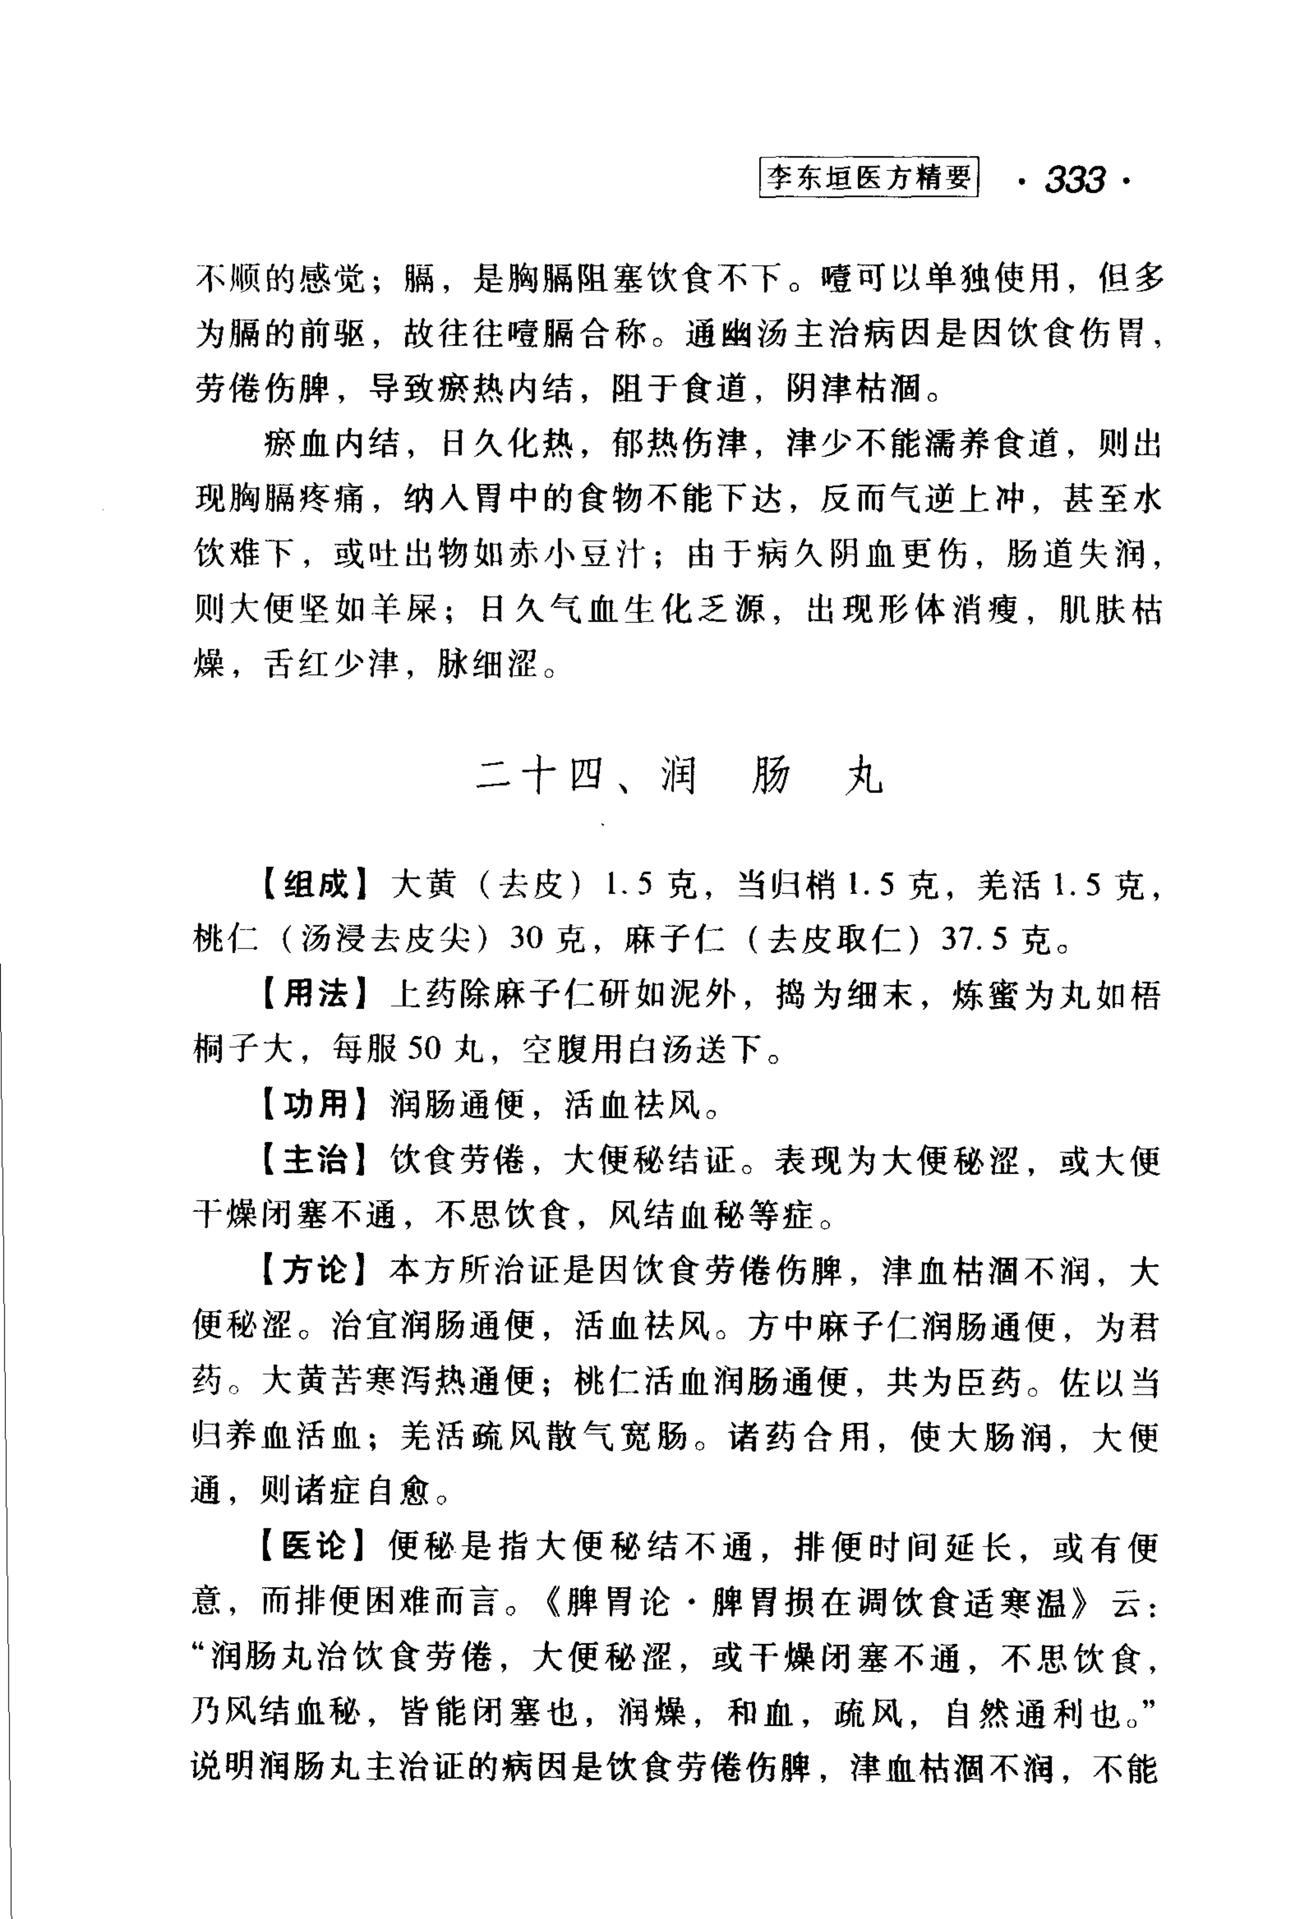 李东垣医方精要 · 333 ·
不顺的感觉；膈，是胸膈阻塞饮食不下。噎可以单独使用，但多
为膈的前驱，故往往噎膈合称。通幽汤主治病因是因饮食伤胃，
劳倦伤脾，导致瘀热内结，阻于食道，阴津枯涸。
瘀血内结，日久化热，郁热伤津，津少不能濡养食道，则出
现胸膈疼痛，纳入胃中的食物不能下达，反而气逆上冲，甚至水
饮难下，或吐出物如赤小豆汁；由于病久阴血更伤，肠道失润，
则大便坚如羊屎；日久气血生化乏源，出现形体消瘦，肌肤枯
燥，舌红少津，脉细涩。
二十四、润 肠 丸
【组成】大黄（去皮）1.5克，当归梢1.5克，羌活1.5克，
桃仁（汤浸去皮尖）30克，麻子仁（去皮取仁）37.5克。
【用法】上药除麻子仁研如泥外，捣为细末，炼蜜为丸如梧
桐子大，每服50丸，空腹用白汤送下。
【功用】润肠通便，活血祛风。
【主治】饮食劳倦，大便秘结证。表现为大便秘涩，或大便
干燥闭塞不通，不思饮食，风结血秘等症。
【方论】本方所治证是因饮食劳倦伤脾，津血枯涸不润，大
便秘涩。治宜润肠通便，活血祛风。方中麻子仁润肠通便，为君
药。大黄苦寒泻热通便；桃仁活血润肠通便，共为臣药。佐以当
归养血活血；羌活疏风散气宽肠。诸药合用，使大肠润，大便
通，则诸症自愈。
【医论】便秘是指大便秘结不通，排便时间延长，或有便
意，而排便困难而言。《脾胃论·脾胃损在调饮食适寒温》云：
“润肠丸治饮食劳倦，大便秘涩，或干燥闭塞不通，不思饮食，
乃风结血秘，皆能闭塞也，润燥，和血，疏风，自然通利也。”
说明润肠丸主治证的病因是饮食劳倦伤脾，津血枯涸不润，不能